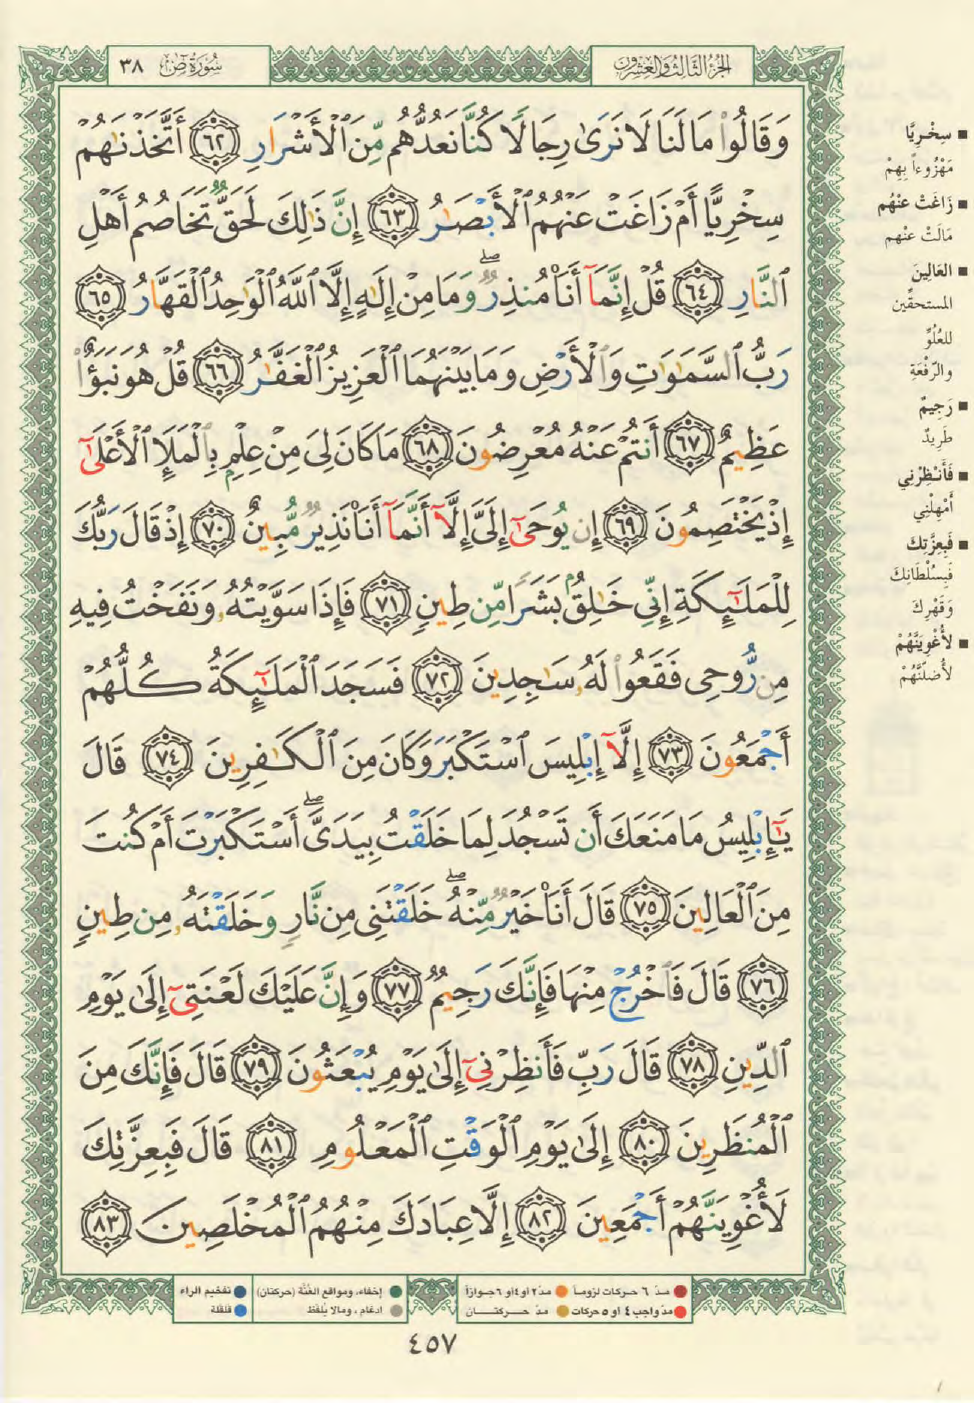 الجزء الثالث والعشرون
سُورَةُ صٓ ٣٨
وَقَالُوا۟ مَا لَنَا لَا نَرَىٰ رِجَالًا كُنَّا نَعُدُّهُم مِّنَ ٱلْأَشْرَارِ ٦٢ أَتَّخَذْنَٰهُمْ
سِخْرِيًّا أَمْ زَاغَتْ عَنْهُمُ ٱلْأَبْصَٰرُ ٦٣ إِنَّ ذَٰلِكَ لَحَقٌّ تَخَاصُمُ أَهْلِ
ٱلنَّارِ ٦٤ قُلْ إِنَّمَآ أَنَا۠ مُنذِرٌ ۖ وَمَا مِنْ إِلَٰهٍ إِلَّا ٱللَّهُ ٱلْوَٰحِدُ ٱلْقَهَّارُ ٦٥
رَبُّ ٱلسَّمَٰوَٰتِ وَٱلْأَرْضِ وَمَا بَيْنَهُمَا ٱلْعَزِيزُ ٱلْغَفَّٰرُ ٦٦ قُلْ هُوَ نَبَؤٌا۟
عَظِيمٌ ٦٧ أَنتُمْ عَنْهُ مُعْرِضُونَ ٦٨ مَا كَانَ لِىَ مِنْ عِلْمٍۭ بِٱلْمَلَإِ ٱلْأَعْلَىٰٓ
إِذْ يَخْتَصِمُونَ ٦٩ إِن يُوحَىٰٓ إِلَىَّ إِلَّآ أَنَّمَآ أَنَا۠ نَذِيرٌ مُّبِينٌ ٧٠ إِذْ قَالَ رَبُّكَ
لِلْمَلَٰٓئِكَةِ إِنِّى خَٰلِقٌۢ بَشَرًا مِّن طِينٍ ٧١ فَإِذَا سَوَّيْتُهُۥ وَنَفَخْتُ فِيهِ
مِن رُّوحِى فَقَعُوا۟ لَهُۥ سَٰجِدِينَ ٧٢ فَسَجَدَ ٱلْمَلَٰٓئِكَةُ كُلُّهُمْ
أَجْمَعُونَ ٧٣ إِلَّآ إِبْلِيسَ ٱسْتَكْبَرَ وَكَانَ مِنَ ٱلْكَٰفِرِينَ ٧٤ قَالَ
يَٰٓإِبْلِيسُ مَا مَنَعَكَ أَن تَسْجُدَ لِمَا خَلَقْتُ بِيَدَىَّ ۖ أَسْتَكْبَرْتَ أَمْ كُنتَ
مِنَ ٱلْعَالِينَ ٧٥ قَالَ أَنَا۠ خَيْرٌ مِّنْهُ ۖ خَلَقْتَنِى مِن نَّارٍ وَخَلَقْتَهُۥ مِن طِينٍ
٧٦ قَالَ فَٱخْرُجْ مِنْهَا فَإِنَّكَ رَجِيمٌ ٧٧ وَإِنَّ عَلَيْكَ لَعْنَتِىٓ إِلَىٰ يَوْمِ
ٱلدِّينِ ٧٨ قَالَ رَبِّ فَأَنظِرْنِىٓ إِلَىٰ يَوْمِ يُبْعَثُونَ ٧٩ قَالَ فَإِنَّكَ مِنَ
ٱلْمُنظَرِينَ ٨٠ إِلَىٰ يَوْمِ ٱلْوَقْتِ ٱلْمَعْلُومِ ٨١ قَالَ فَبِعِزَّتِكَ
لَأُغْوِيَنَّهُمْ أَجْمَعِينَ ٨٢ إِلَّا عِبَادَكَ مِنْهُمُ ٱلْمُخْلَصِينَ ٨٣
■ سِخْرِيًّا
مَهْزُوءاً بِهِمْ
■ زَاغَتْ عَنْهُم
مَالَتْ عنْهم
■ العَالِينَ
المستحقِّين
للعُلُوِّ
والرِّفْعَةِ
■ رَجِيمٌ
طَرِيدٌ
■ فَأَنْظِرْنِي
أَمْهِلْنِي
■ فَبِعِزَّتِكَ
فَبِسُلْطَانِكَ
وَقَهْرِكَ
■ لأُغْوِيَنَّهُمْ
لأُضلَّنَّهُمْ
مدّ ٦ حركات لزوماً
مدّ ٢ أو ٤ أو ٦ جوازاً
إخفاء، ومواقع الغُنَّة (حركتان)
تفخيم الراء
مدّ واجب ٤ أو ٥ حركات
مدّ حركتان
ادغام، ومالا يُلفَظ
قلقلة
٤٥٧